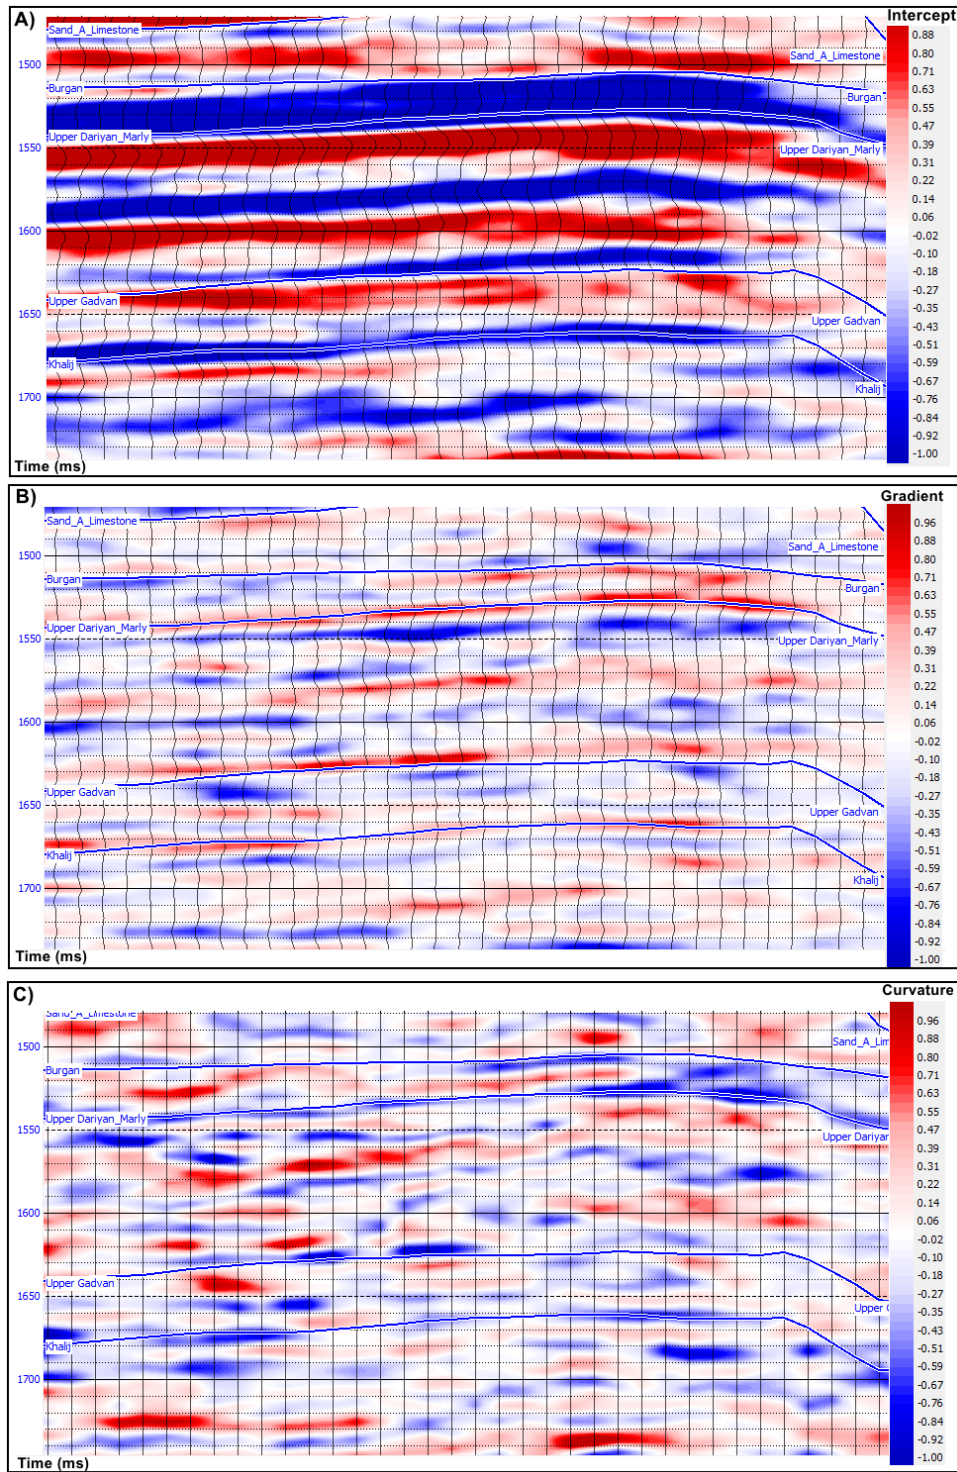 A)
Intercept
Sand_A_Limestone
0.88
0.80
0.71
0.63
0.55
0.47
0.39
0.31
0.22
0.14
0.06
-0.02
-0.10
-0.18
-0.27
-0.35
-0.43
-0.51
-0.59
-0.67
-0.76
-0.84
-0.92
-1.00
1500
Sand_A_Limestone
Burgan
Burgan
Upper Dariyan_Marly
1550
Upper Dariyan_Marly
1600
Upper Gadvan
1650
Upper Gadvan
Khalij
Khalij
1700
Time (ms)
B)
Gradient
Sand_A_Limestone
0.96
0.88
0.80
0.71
0.63
0.55
0.47
0.39
0.31
0.22
0.14
0.06
-0.02
-0.10
-0.18
-0.27
-0.35
-0.43
-0.51
-0.59
-0.67
-0.76
-0.84
-0.92
-1.00
1500
Sand_A_Limestone
Burgan
Burgan
Upper Dariyan_Marly
1550
Upper Dariyan_Marly
1600
Upper Gadvan
1650
Upper Gadvan
Khalij
Khalij
1700
Time (ms)
C)
Curvature
Sand_A_Limestone
0.96
0.88
0.80
0.71
0.63
0.55
0.47
0.39
0.31
0.22
0.14
0.06
-0.02
-0.10
-0.18
-0.27
-0.35
-0.43
-0.51
-0.59
-0.67
-0.76
-0.84
-0.92
-1.00
Sand_A_Lim
1500
Burgan
Upper Dariyan_Marly
1550
Upper Dariyan
1600
Upper Gadvan
1650
Upper
Khalij
1700
Time (ms)